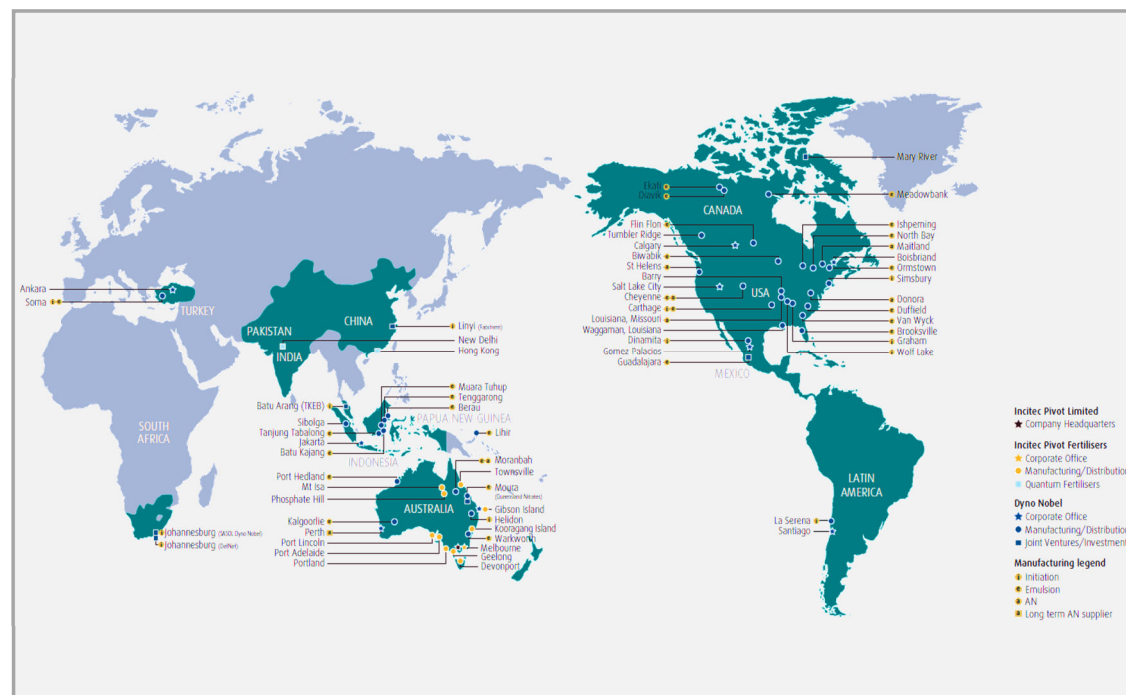 Ankara
Soma
TURKEY
PAKISTAN
INDIA
CHINA
Linyi (Fabchem)
New Delhi
Hong Kong
SOUTH
AFRICA
Johannesburg (SASOL Dyno Nobel)
Johannesburg (DetNet)
Batu Arang (TKEB)
Sibolga
Tanjung Tabalong
Jakarta
Batu Kajang
INDONESIA
Muara Tuhup
Tenggarong
Berau
PAPUA NEW GUINEA
Lihir
Port Hedland
Mt Isa
Phosphate Hill
AUSTRALIA
Kalgoorlie
Perth
Port Lincoln
Port Adelaide
Portland
Moranbah
Townsville
Moura
(Queensland Nitrates)
Gibson Island
Helidon
Kooragang Island
Warkworth
Melbourne
Geelong
Devonport
Ekati
Diavik
CANADA
Mary River
Meadowbank
Flin Flon
Tumbler Ridge
Calgary
Biwabik
St Helens
Barry
Salt Lake City
Cheyenne
Carthage
Louisiana, Missouri
Waggaman, Louisiana
Dinamita
Gomez Palacios
Guadalajara
MEXICO
USA
Ishpeming
North Bay
Maitland
Boisbriand
Ormstown
Simsbury
Donora
Duffield
Van Wyck
Brooksville
Graham
Wolf Lake
LATIN
AMERICA
La Serena
Santiago
Incitec Pivot Limited
Company Headquarters
Incitec Pivot Fertilisers
Corporate Office
Manufacturing/Distribution
Quantum Fertilisers
Dyno Nobel
Corporate Office
Manufacturing/Distribution
Joint Ventures/Investments
Manufacturing legend
i Initiation
e Emulsion
a AN
a Long term AN supplier